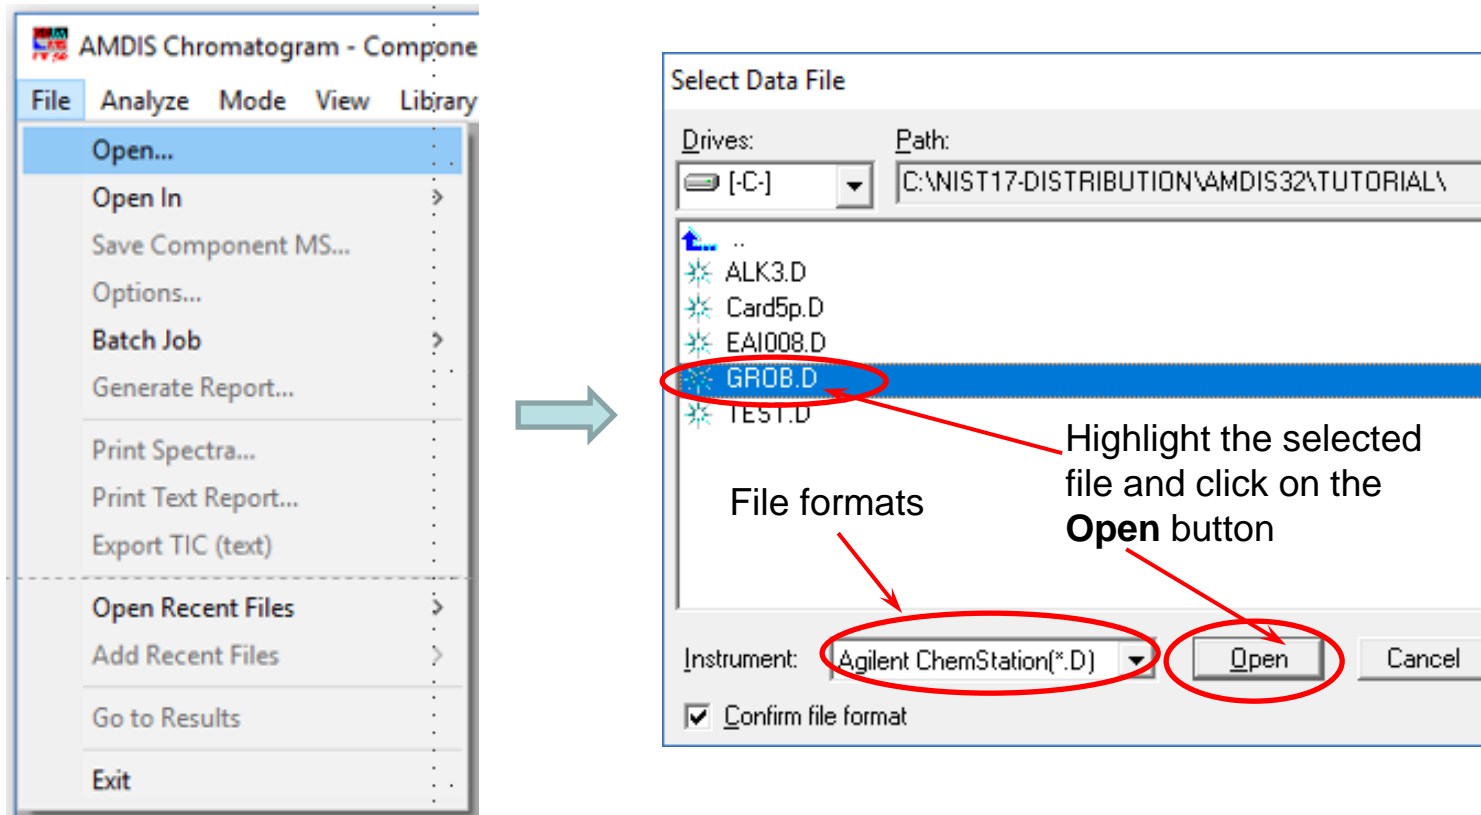 AMDIS Chromatogram - Compone
File Analyze Mode View Library
Open...
Open In
Save Component MS...
Options...
Batch Job
Generate Report...
Print Spectra...
Print Text Report...
Export TIC (text)
Open Recent Files
Add Recent Files
Go to Results
Exit
Select Data File
Drives: Path:
[-C-] C:\NIST17-DISTRIBUTION\AMDIS32\TUTORIAL\
..
ALK3.D
Card5p.D
EAI008.D
GROB.D
TEST.D
Highlight the selected
file and click on the
Open button
File formats
Instrument: Agilent ChemStation(*.D) Open Cancel
Confirm file format